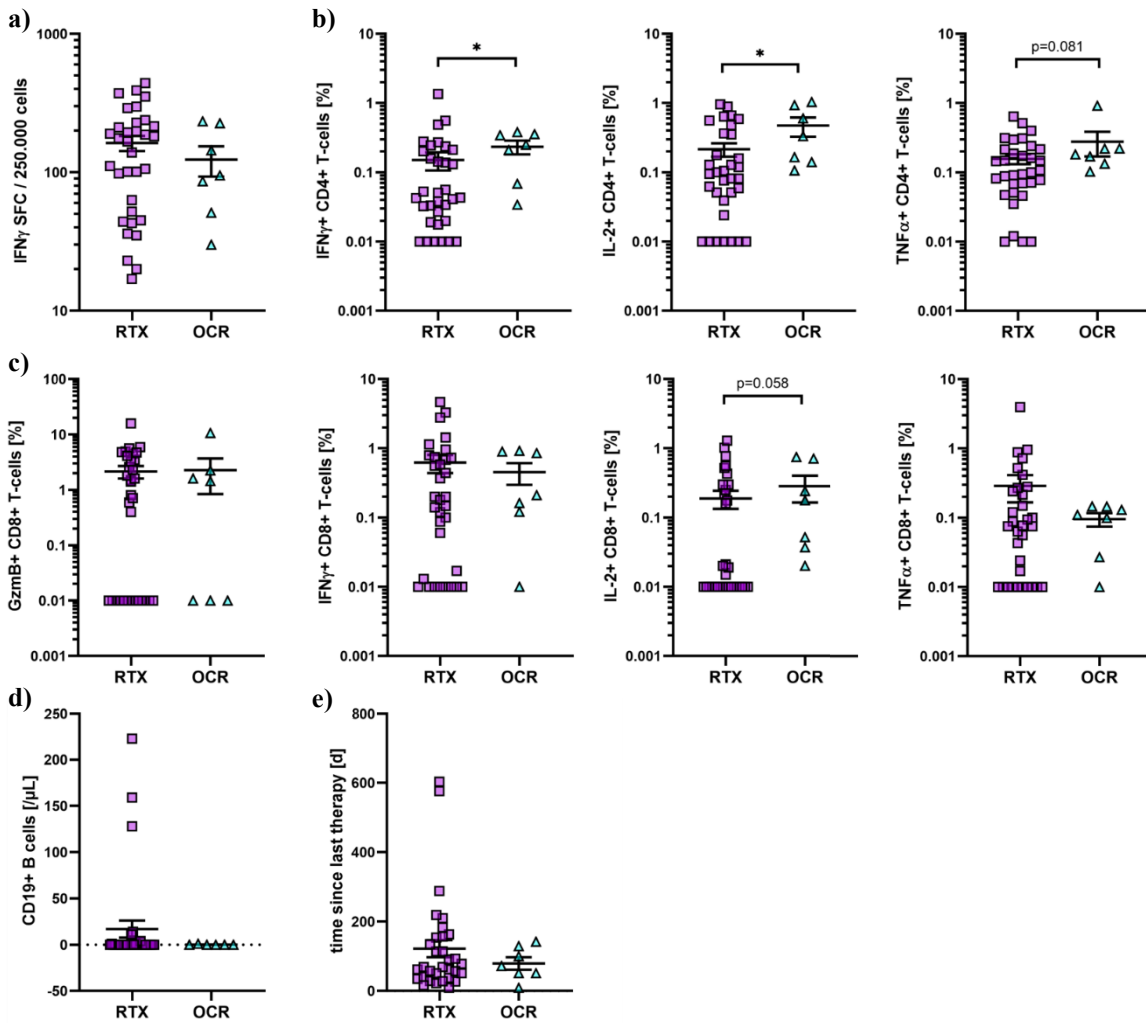 a)
IFNγ SFC / 250.000 cells
1000
100
10
RTX OCR
b)
IFNγ+ CD4+ T-cells [%]
10
1
0.1
0.01
0.001
*
RTX OCR
IL-2+ CD4+ T-cells [%]
10
1
0.1
0.01
0.001
*
RTX OCR
TNFα+ CD4+ T-cells [%]
10
1
0.1
0.01
0.001
p=0.081
RTX OCR
c)
GzmB+ CD8+ T-cells [%]
100
10
1
0.1
0.01
0.001
RTX OCR
IFNγ+ CD8+ T-cells [%]
10
1
0.1
0.01
0.001
RTX OCR
IL-2+ CD8+ T-cells [%]
10
1
0.1
0.01
0.001
p=0.058
RTX OCR
TNFα+ CD8+ T-cells [%]
10
1
0.1
0.01
0.001
RTX OCR
d)
CD19+ B cells [/µL]
250
200
150
100
50
0
-50
RTX OCR
e)
time since last therapy [d]
800
600
400
200
0
RTX OCR